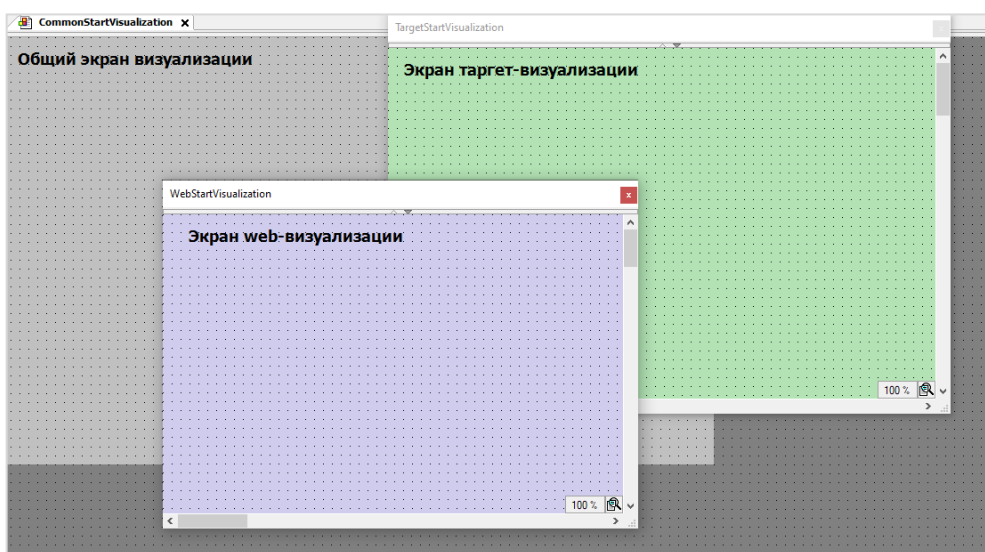 CommonStartVisualization x
TargetStartVisualization
Общий экран визуализации
Экран таргет-визуализации
WebStartVisualization
x
Экран web-визуализации
100 %
100 %